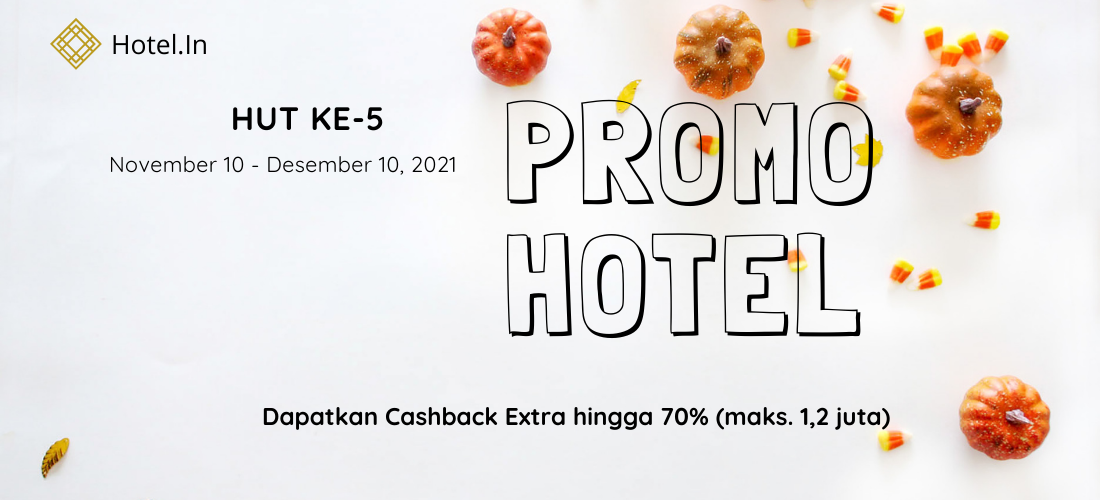 Hotel.In
HUT KE-5
November 10 - Desember 10, 2021
PROMO
HOTEL
Dapatkan Cashback Extra hingga 70% (maks. 1,2 juta)